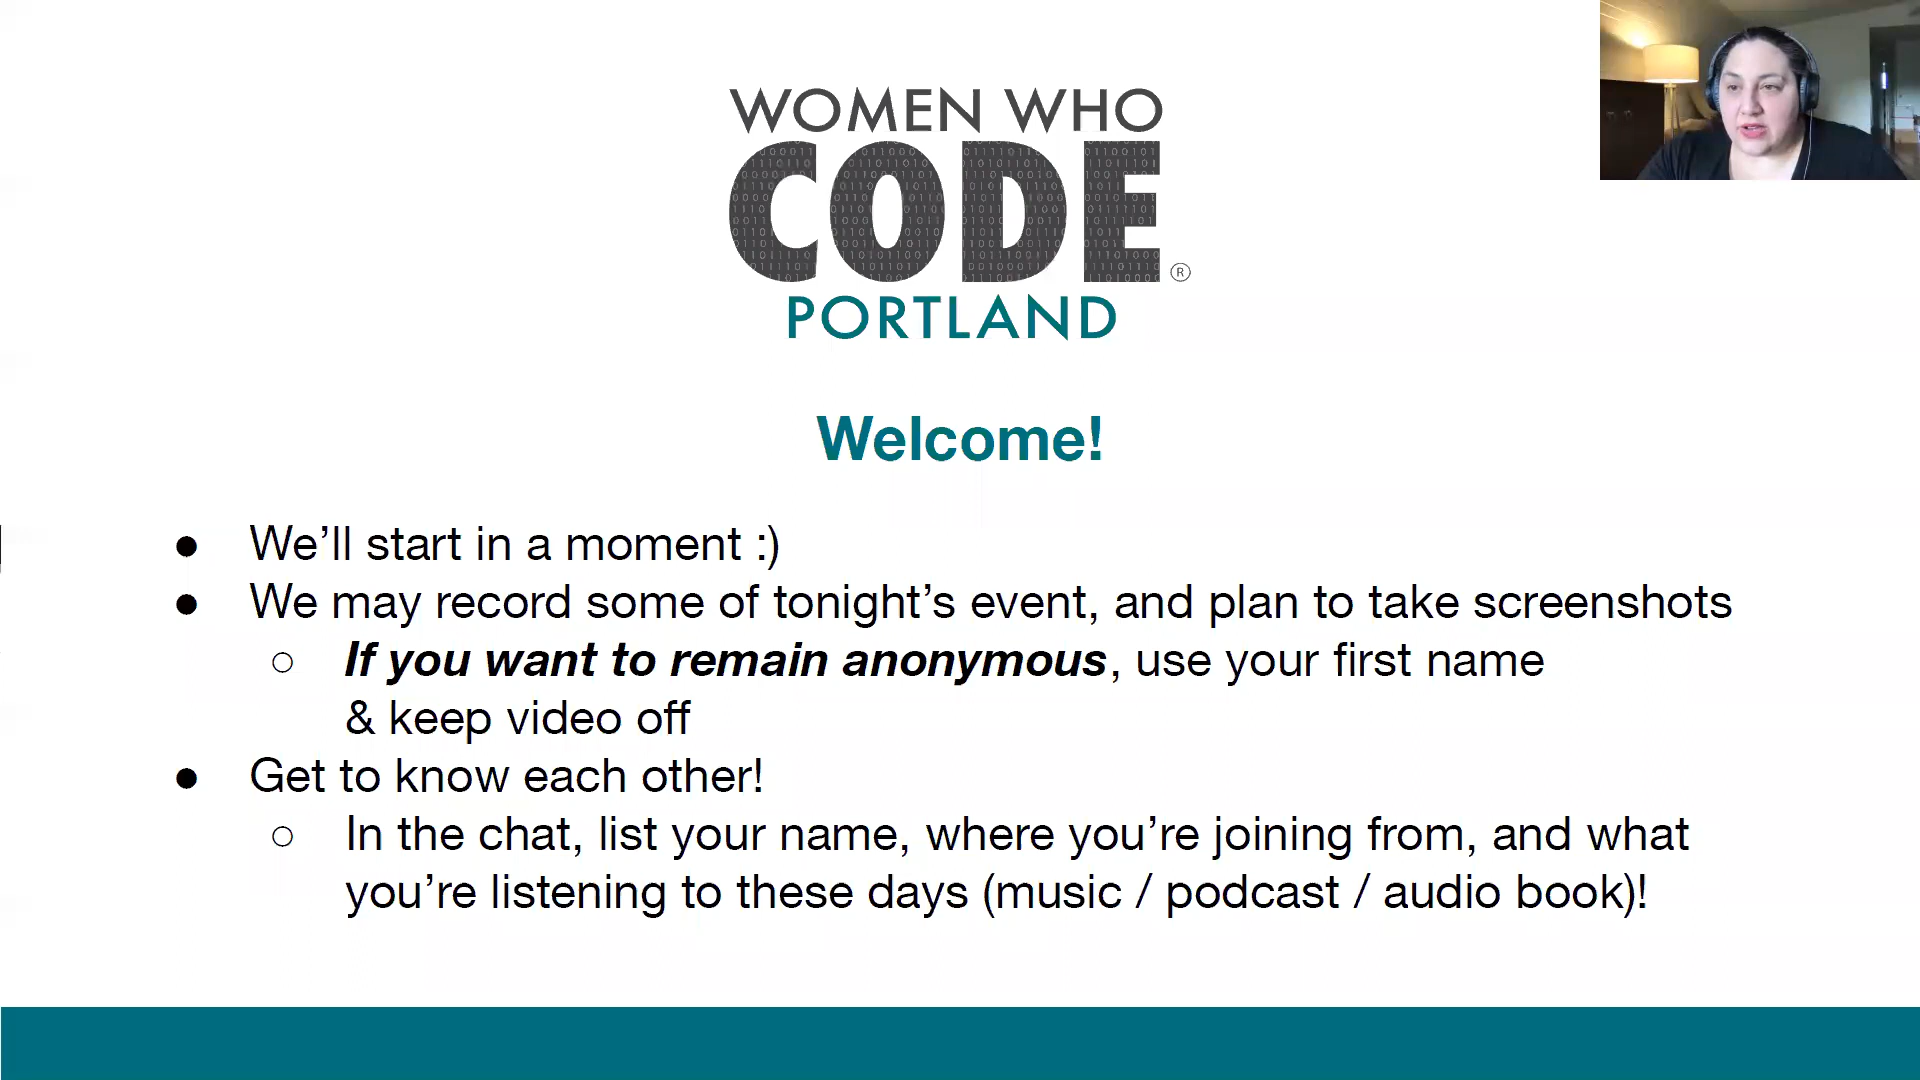 WOMEN WHO
CODE®
PORTLAND
Welcome!
● We’ll start in a moment :)
● We may record some of tonight’s event, and plan to take screenshots
○ If you want to remain anonymous, use your first name
& keep video off
● Get to know each other!
○ In the chat, list your name, where you’re joining from, and what
you’re listening to these days (music / podcast / audio book)!